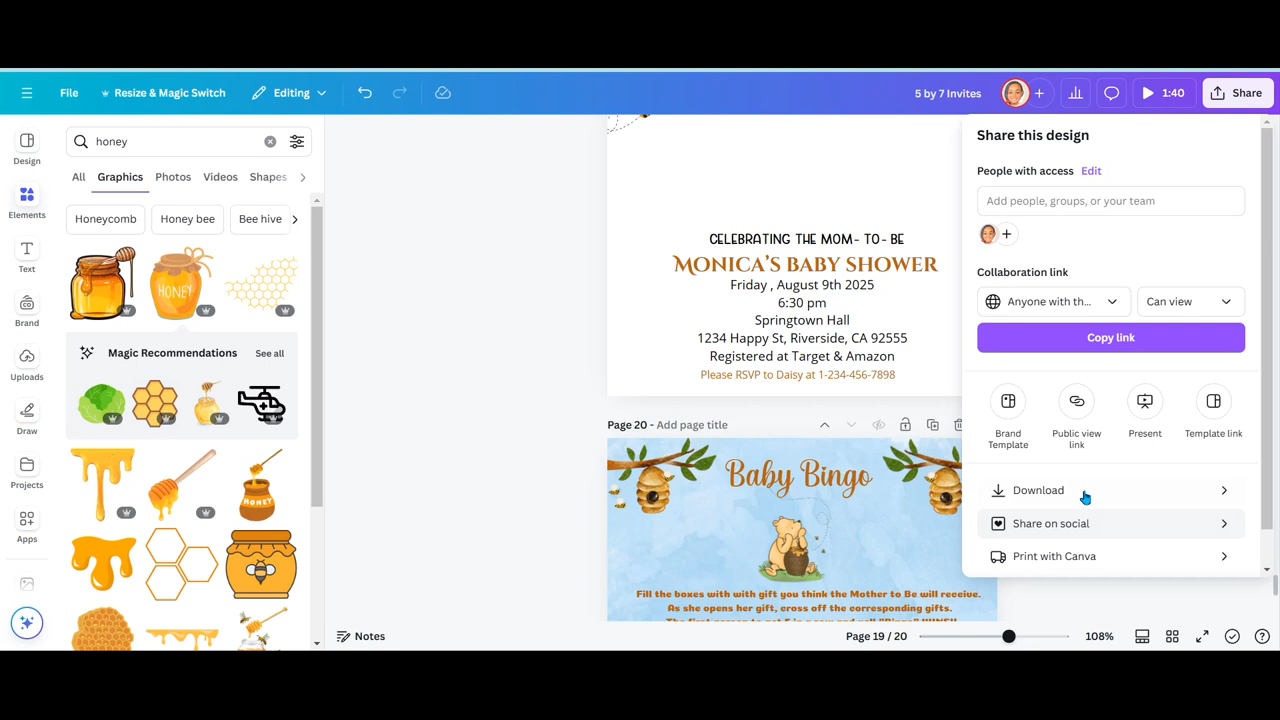 File
Resize & Magic Switch
Editing
5 by 7 Invites
1:40
Share
Design
Elements
Text
Brand
Uploads
Draw
Projects
Apps
honey
All
Graphics
Photos
Videos
Shapes
Honeycomb
Honey bee
Bee hive
HONEY
Magic Recommendations
See all
HONEY
CELEBRATING THE MOM- TO- BE
MONICA'S BABY SHOWER
Friday , August 9th 2025
6:30 pm
Springtown Hall
1234 Happy St, Riverside, CA 92555
Registered at Target & Amazon
Please RSVP to Daisy at 1-234-456-7898
Page 20 - Add page title
Baby Bingo
Fill the boxes with with gift you think the Mother to Be will receive.
As she opens her gift, cross off the corresponding gifts.
Share this design
People with access Edit
Add people, groups, or your team
Collaboration link
Anyone with th...
Can view
Copy link
Brand
Template
Public view
link
Present
Template link
Download
Share on social
Print with Canva
Notes
Page 19 / 20
108%